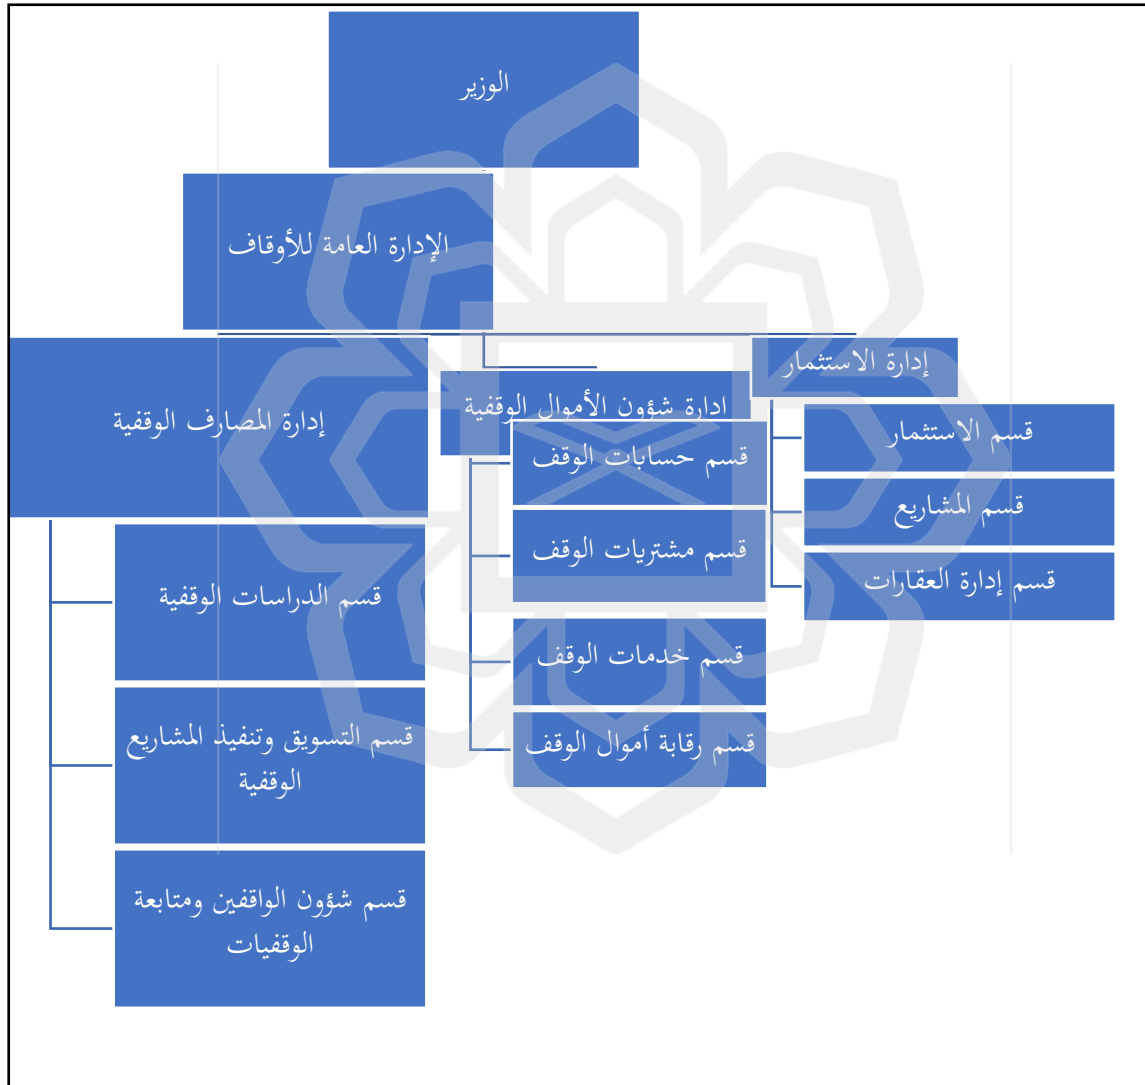 الوزير
الإدارة العامة للأوقاف
إدارة الاستثمار
قسم الاستثمار
قسم المشاريع
قسم إدارة العقارات
ادارة شؤون الأموال الوقفية
قسم حسابات الوقف
قسم مشتريات الوقف
قسم خدمات الوقف
قسم رقابة أموال الوقف
إدارة المصارف الوقفية
قسم الدراسات الوقفية
قسم التسويق وتنفيذ المشاريع
الوقفية
قسم شؤون الواقفين ومتابعة
الوقفيات